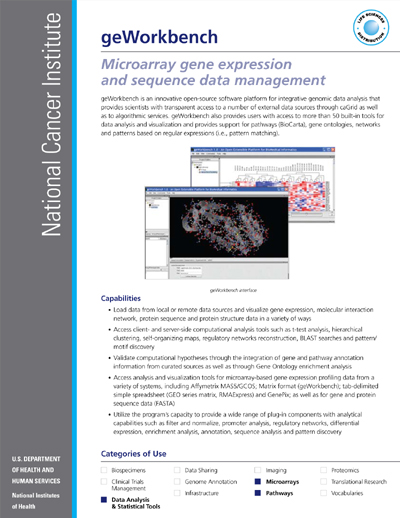 National Cancer Institute
geWorkbench
LIFE SCIENCES
DISTRIBUTION
Microarray gene expression
and sequence data management
geWorkbench is an innovative open-source software platform for integrative genomic data analysis that
provides scientists with transparent access to a number of external data sources through caGrid as well
as to algorithmic services. geWorkbench also provides users with access to more than 50 built-in tools for
data analysis and visualization and provides support for pathways (BioCarta), gene ontologies, networks
and patterns based on regular expressions (i.e., pattern matching).
geWorkbench interface
Capabilities
• Load data from local or remote data sources and visualize gene expression, molecular interaction
network, protein sequence and protein structure data in a variety of ways
• Access client- and server-side computational analysis tools such as t-test analysis, hierarchical
clustering, self-organizing maps, regulatory networks reconstruction, BLAST searches and pattern/
motif discovery
• Validate computational hypotheses through the integration of gene and pathway annotation
information from curated sources as well as through Gene Ontology enrichment analysis
• Access analysis and visualization tools for microarray-based gene expression profiling data from a
variety of systems, including Affymetrix MAS5/GCOS; Matrix format (geWorkbench); tab-delimited
simple spreadsheet (GEO series matrix, RMAExpress) and GenePix; as well as for gene and protein
sequence data (FASTA)
• Utilize the program's capacity to provide a wide range of plug-in components with analytical
capabilities such as filter and normalize, promoter analysis, regulatory networks, differential
expression, enrichment analysis, annotation, sequence analysis and pattern discovery
U.S. DEPARTMENT
OF HEALTH AND
HUMAN SERVICES
National Institutes
of Health
Categories of Use
Biospecimens
Clinical Trials
Management
Data Analysis
& Statistical Tools
Data Sharing
Genome Annotation
Infrastructure
Imaging
Microarrays
Pathways
Proteomics
Translational Research
Vocabularies